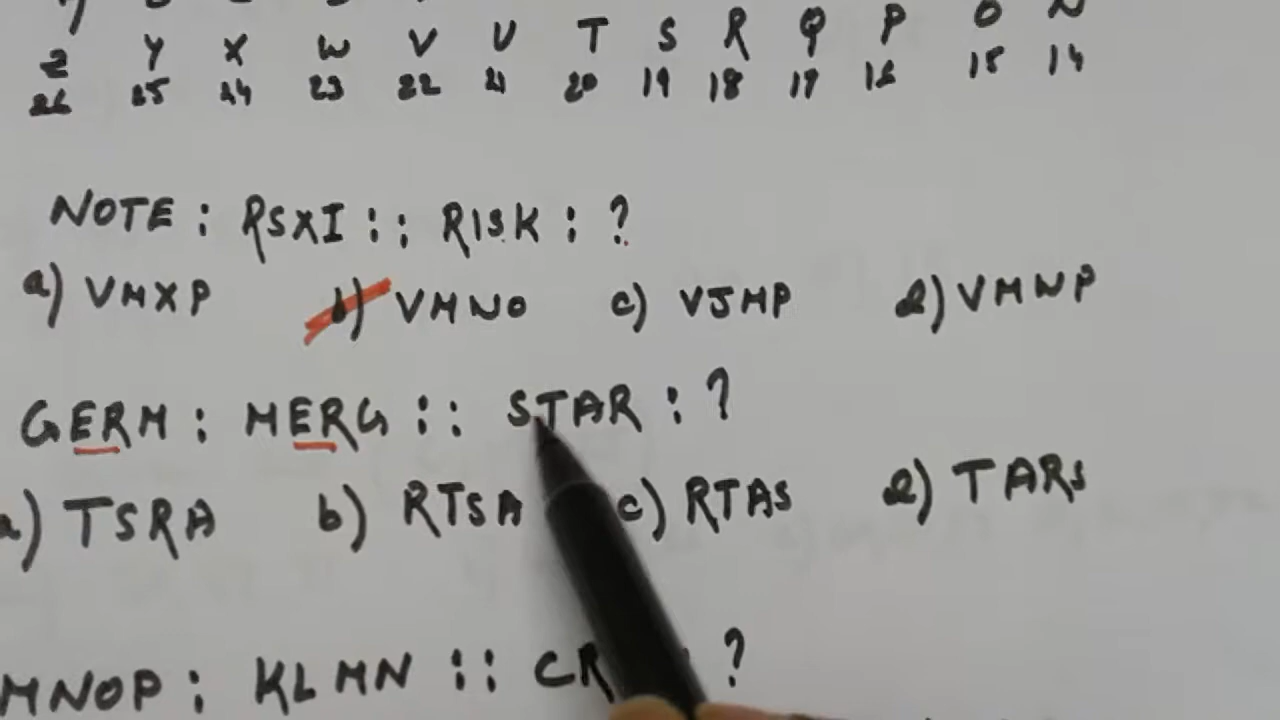 Z Y X W V U T S R Q P O N
26 25 24 23 22 21 20 19 18 17 16 15 14
NOTE : RSXI :: RISK : ?
a) VMXP b) VMNO c) VJMP d) VMNP
GERM : MERG :: STAR : ?
a) TSRA b) RTSA c) RTAS d) TARS
MNOP : KLMN :: CR ?